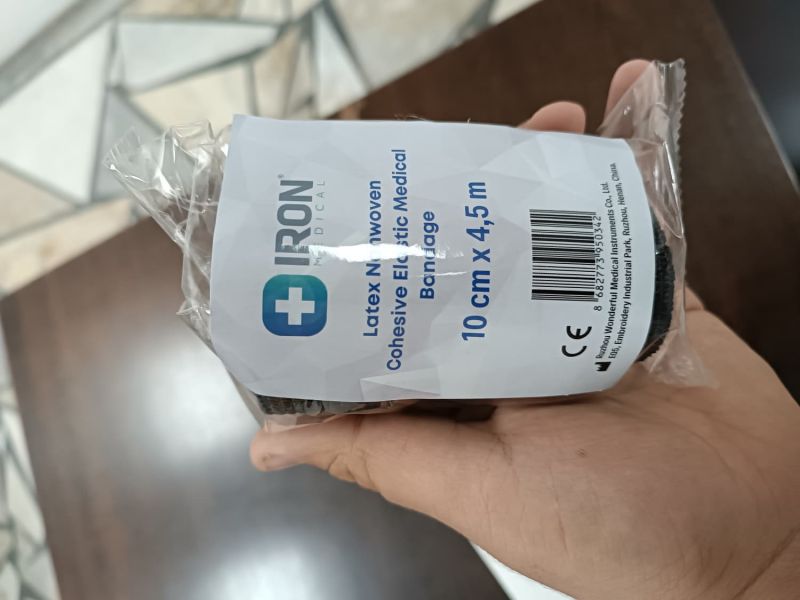 IRON®
MEDICAL
Latex Nonwoven
Cohesive Elastic Medical
Bandage
10 cm x 4,5 m
8 682773 950342
CE
Ruzhou Wonderful Medical Instruments Co., Ltd.
E05, Embroidery Industrial Park, Ruzhou, Henan, China.